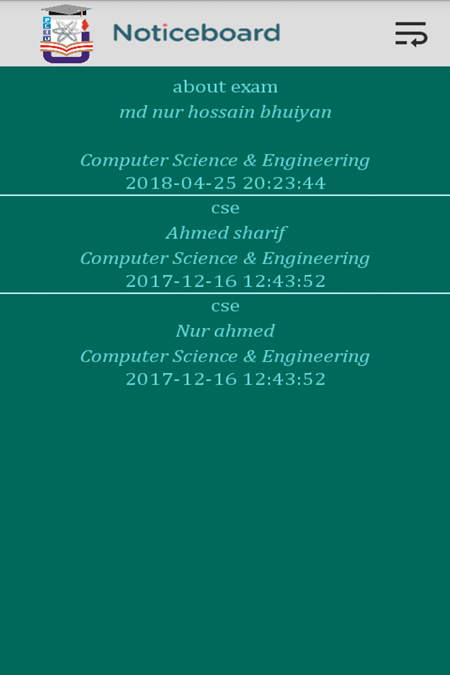 PCIU
Noticeboard
about exam
md nur hossain bhuiyan
Computer Science & Engineering
2018-04-25 20:23:44
cse
Ahmed sharif
Computer Science & Engineering
2017-12-16 12:43:52
cse
Nur ahmed
Computer Science & Engineering
2017-12-16 12:43:52